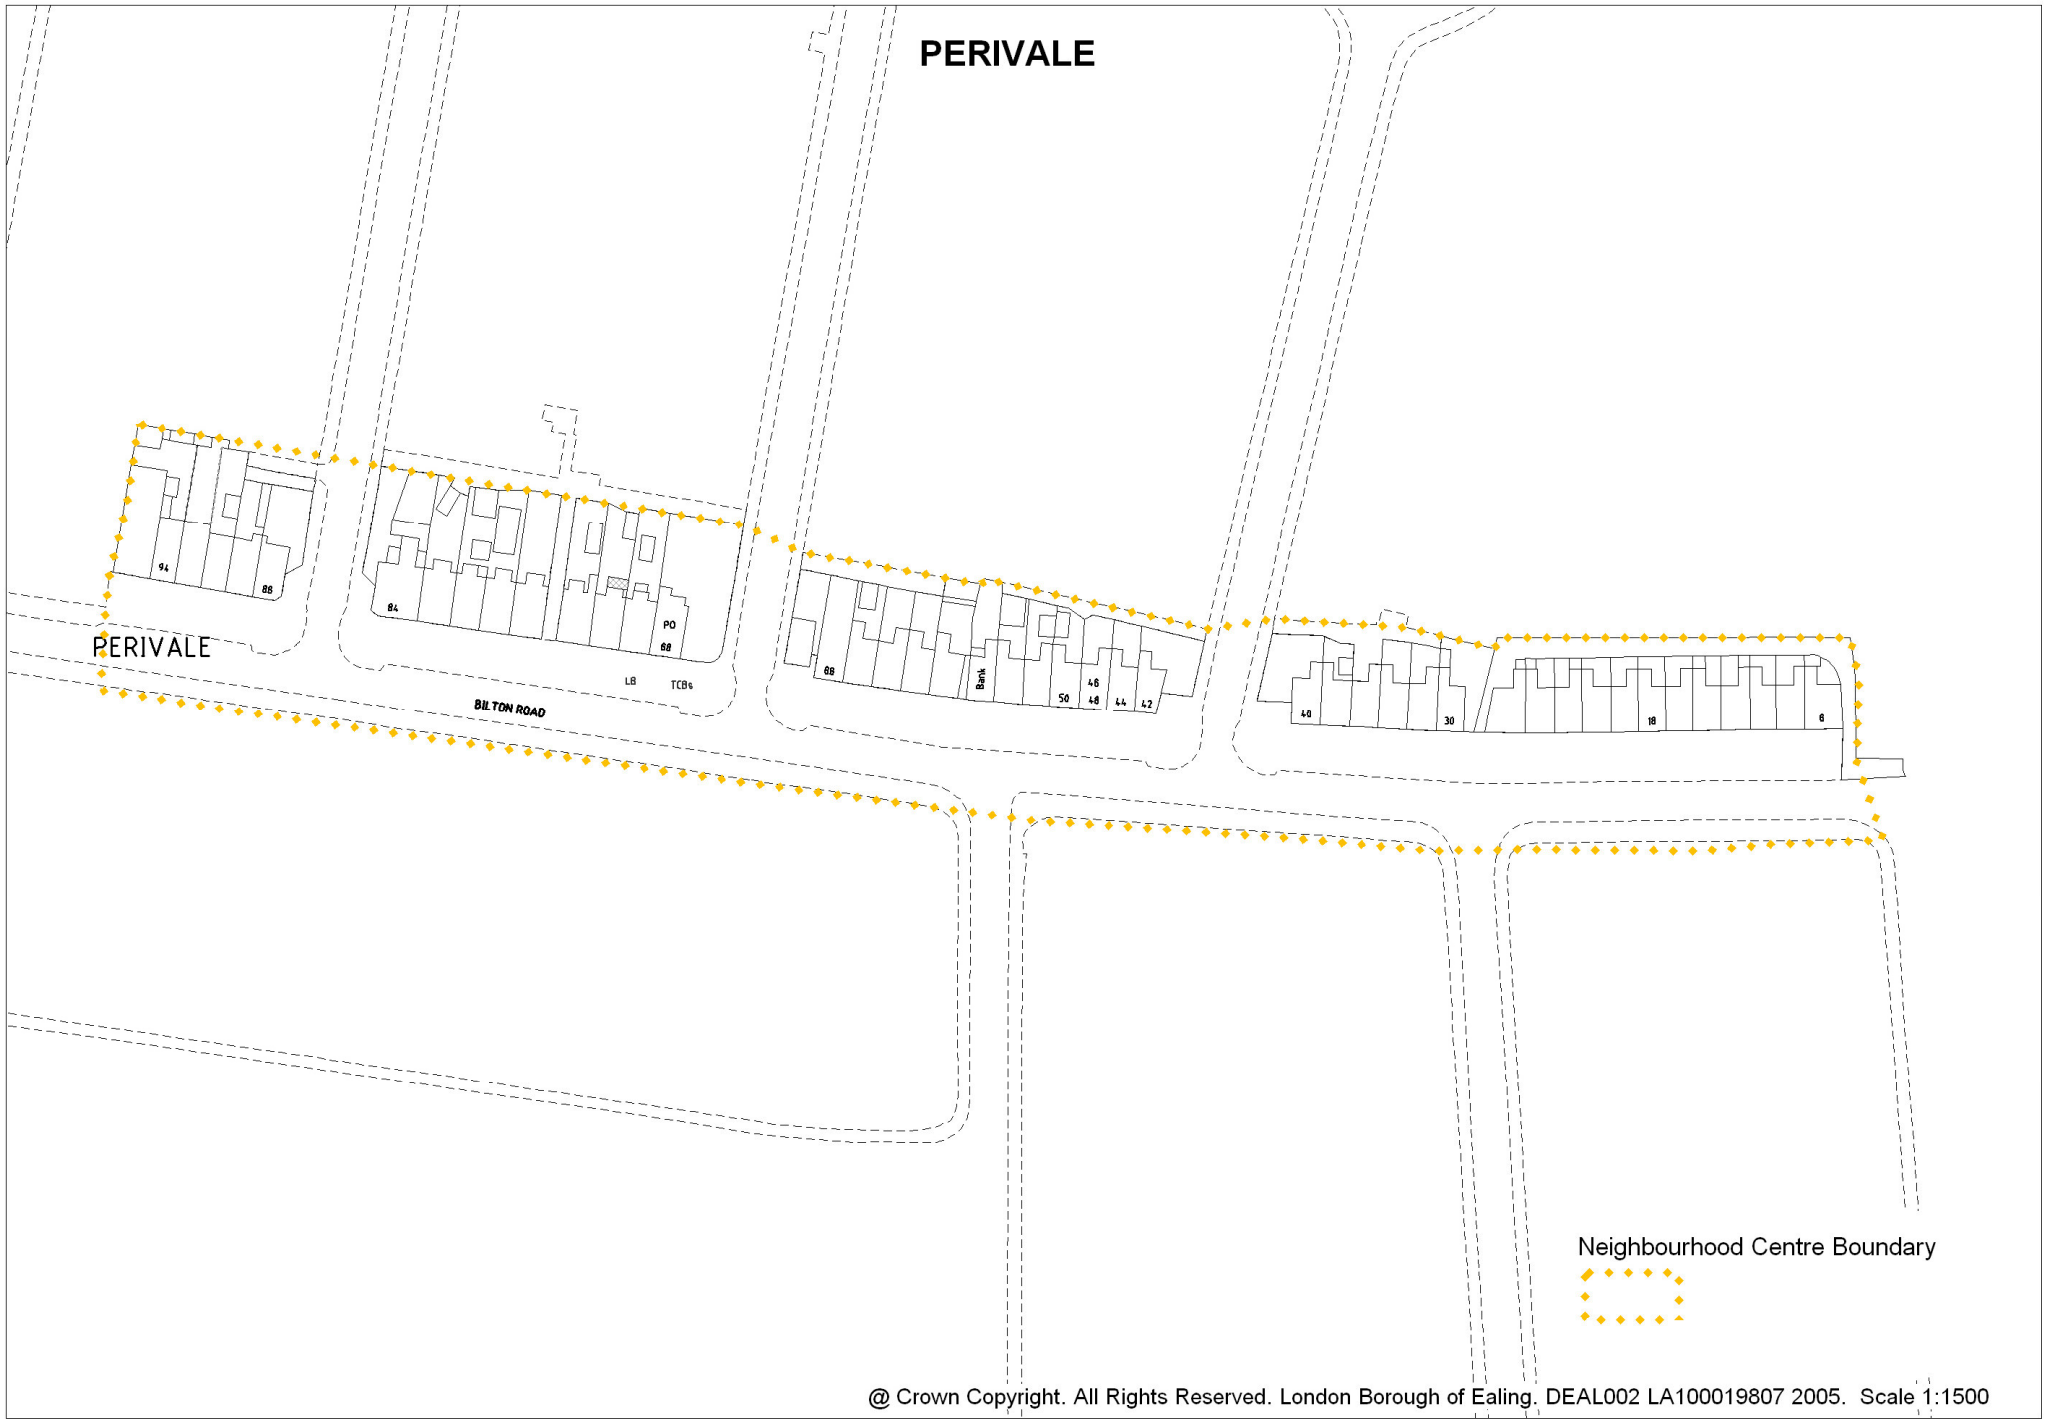 PERIVALE
94
86
84
PO
68
PERIVALE
LB
TCBs
BILTON ROAD
66
Bank
50
46
48
44
42
40
30
18
6
Neighbourhood Centre Boundary
@ Crown Copyright. All Rights Reserved. London Borough of Ealing. DEAL002 LA100019807 2005. Scale 1:1500